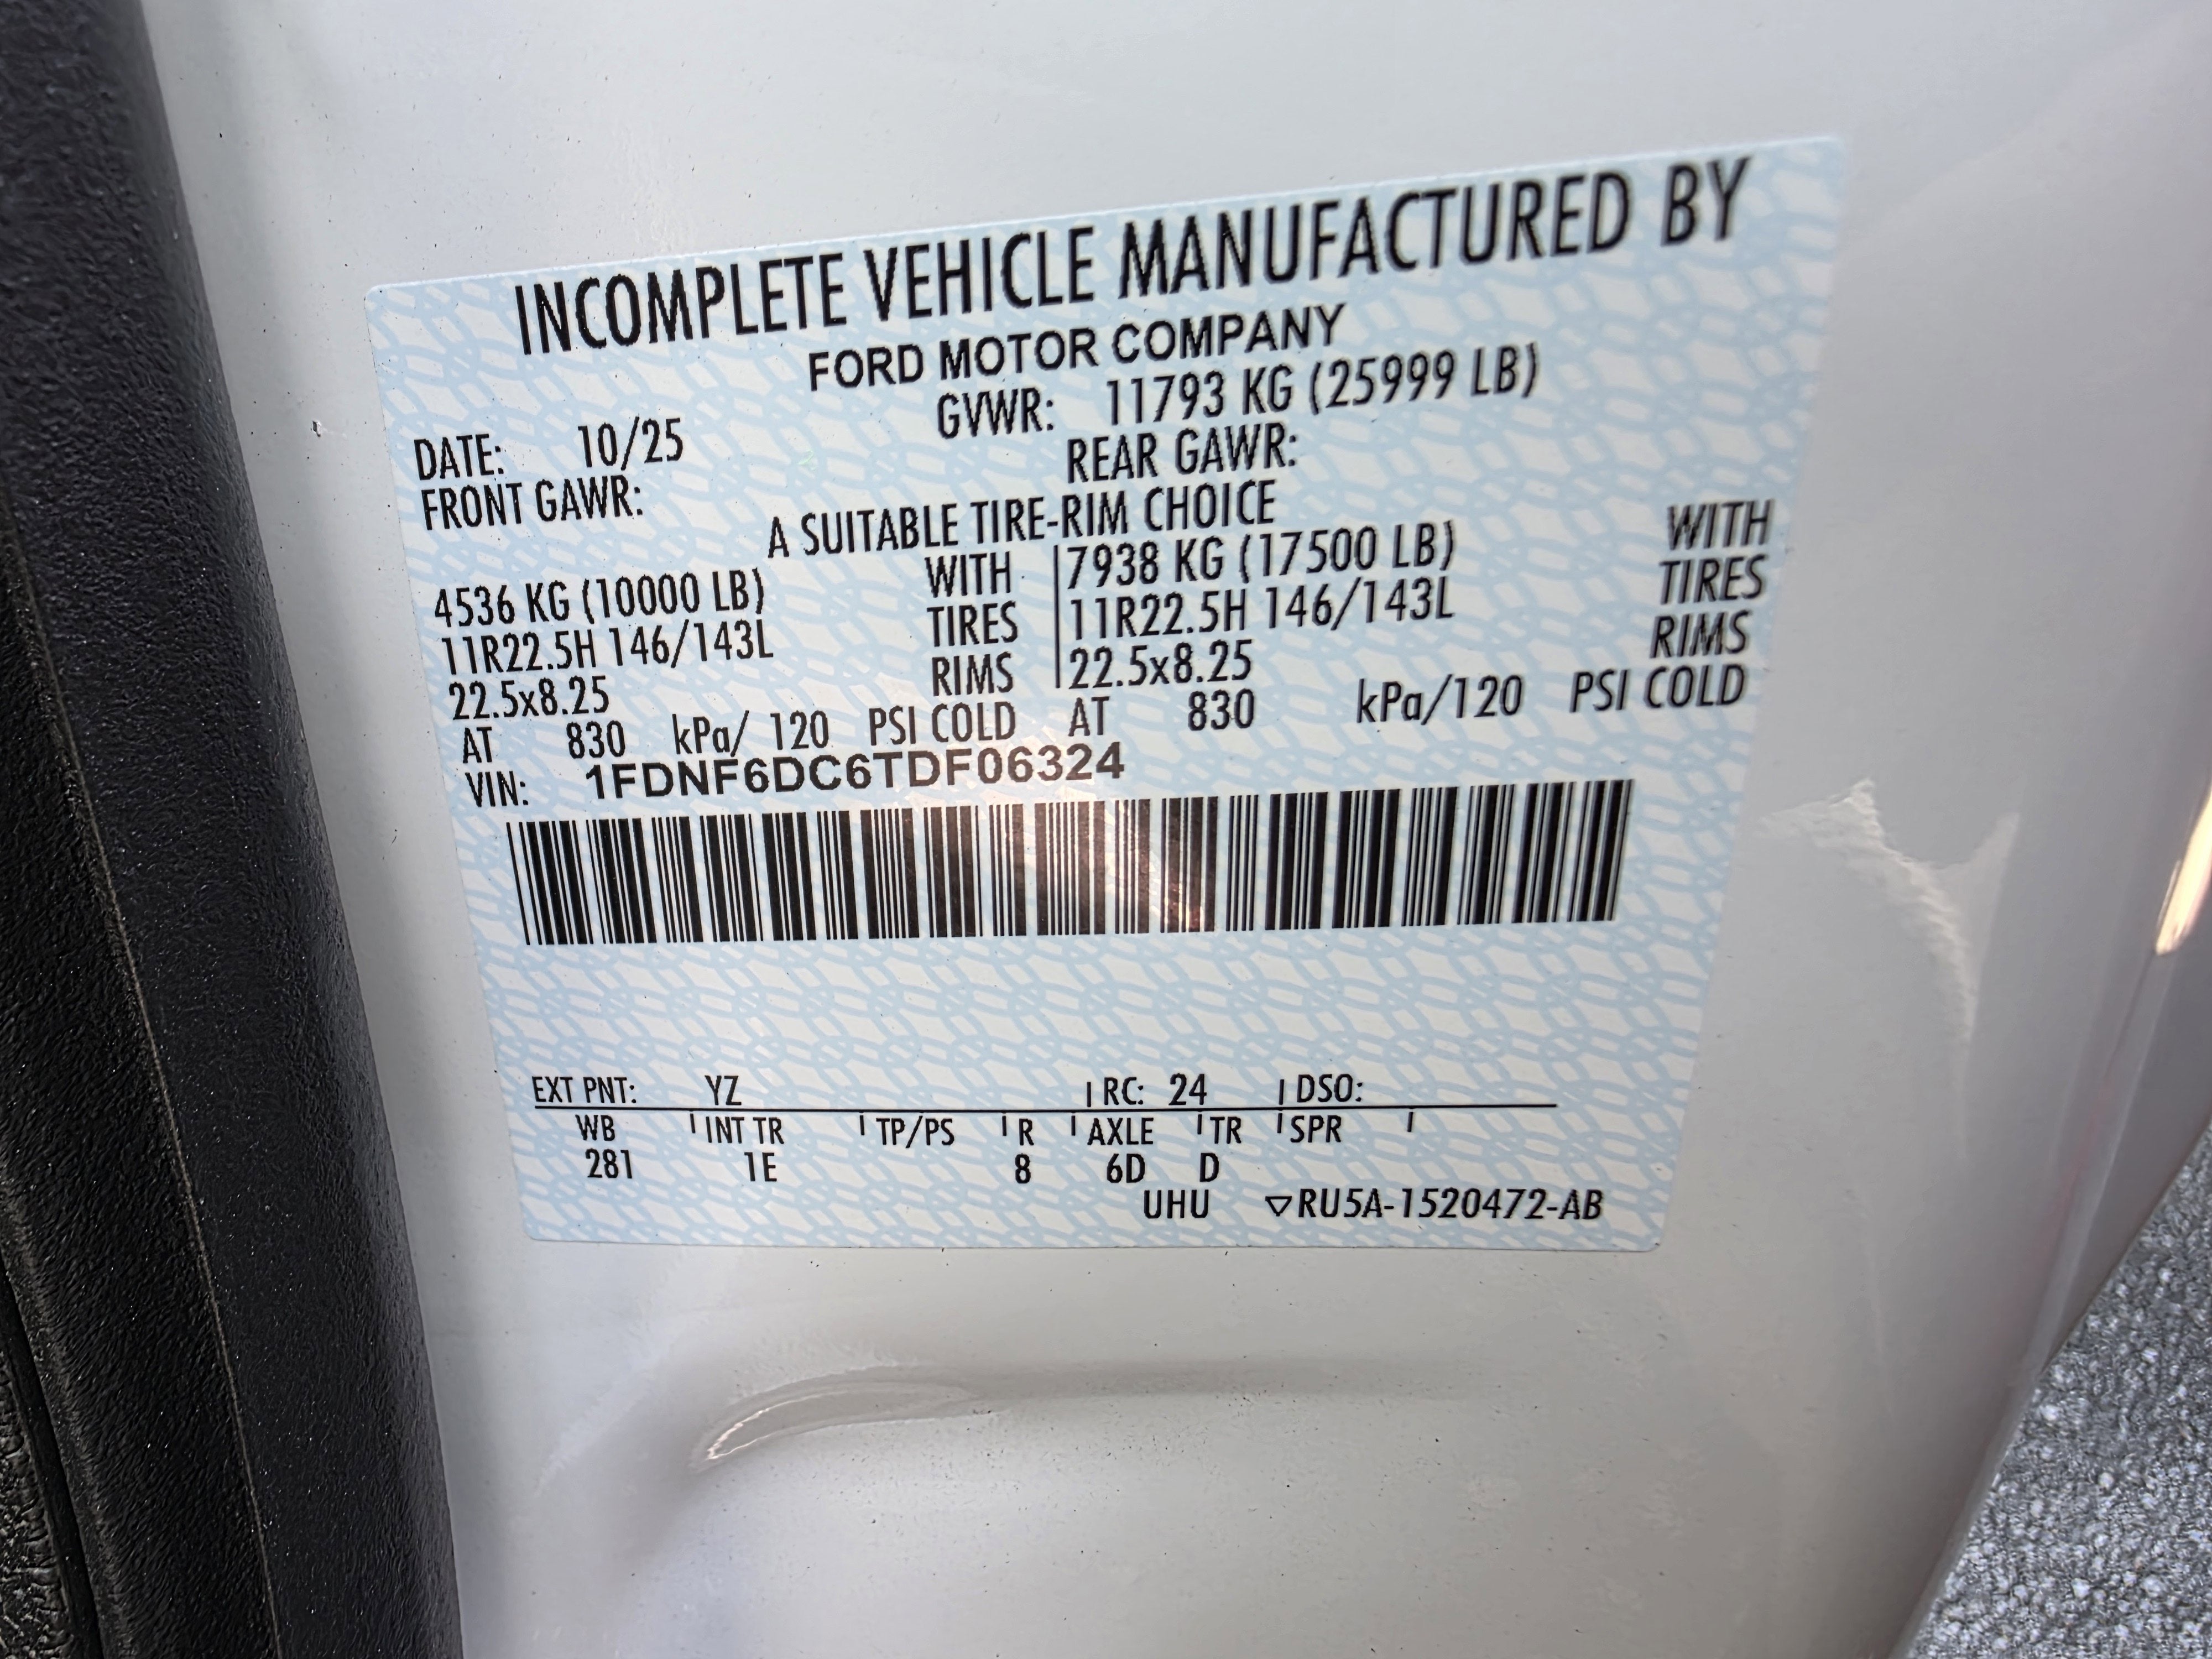 INCOMPLETE VEHICLE MANUFACTURED BY
FORD MOTOR COMPANY
DATE: 10/25 GVWR: 11793 KG (25999 LB)
FRONT GAWR: REAR GAWR:
A SUITABLE TIRE-RIM CHOICE
4536 KG (10000 LB) WITH 7938 KG (17500 LB) WITH
11R22.5H 146/143L TIRES 11R22.5H 146/143L TIRES
22.5x8.25 RIMS 22.5x8.25 RIMS
AT 830 kPa/ 120 PSI COLD AT 830 kPa/120 PSI COLD
VIN: 1FDNF6DC6TDF06324
EXT PNT: YZ RC: 24 DSO:
WB INT TR TP/PS R AXLE TR SPR
281 1E 8 6D D
UHU ▽RU5A-1520472-AB